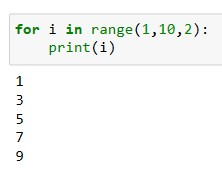 for i in range(1,10,2):
    print(i)
1
3
5
7
9